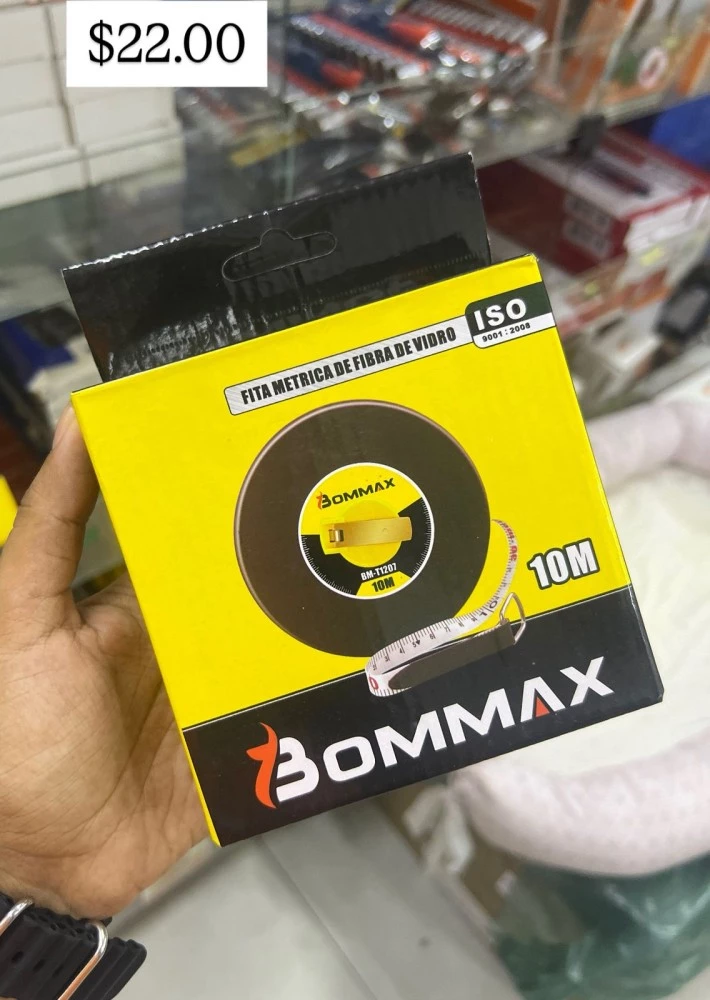 $22.00
ISO
9001:2008
FITA METRICA DE FIBRA DE VIDRO
BOMMAX
BM-T1207
10M
10M
BOMMAX